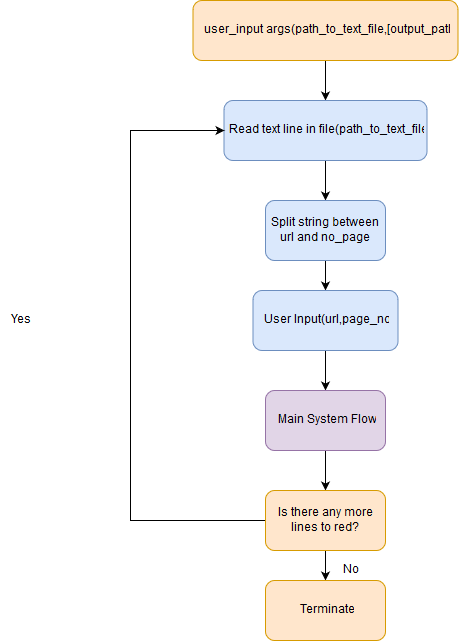 user_input args(path_to_text_file,[output_patl
Read text line in file(path_to_text_file
Split string between
url and no_page
User Input(url,page_no
Yes
Main System Flow
Is there any more
lines to red?
No
Terminate